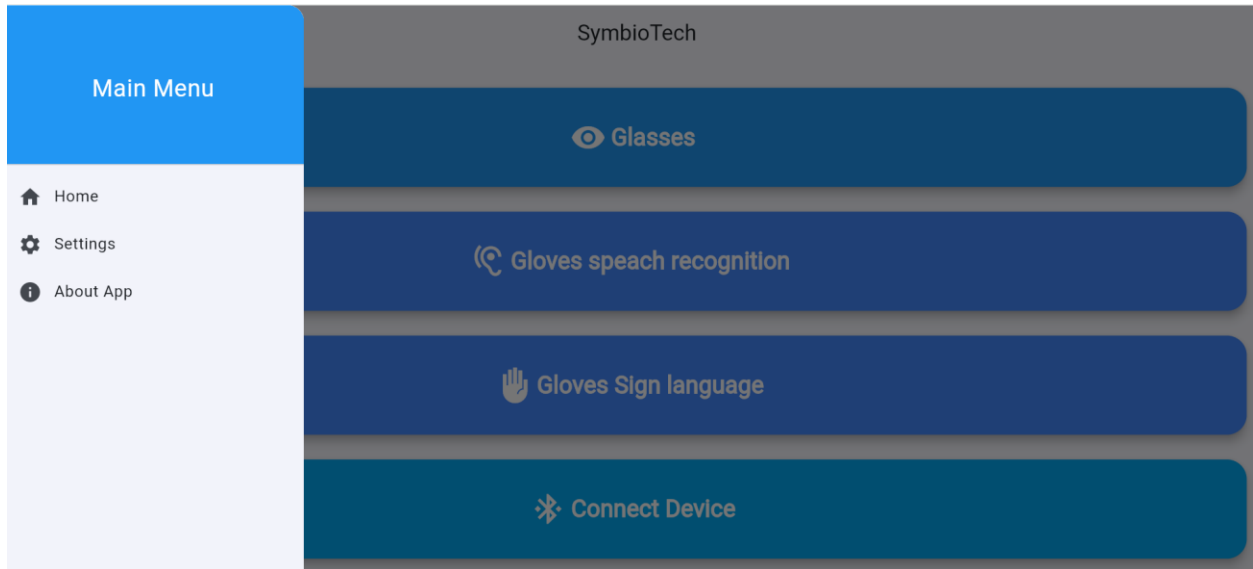 Main Menu
Home
Settings
About App
SymbioTech
Glasses
Gloves speach recognition
Gloves Sign language
Connect Device